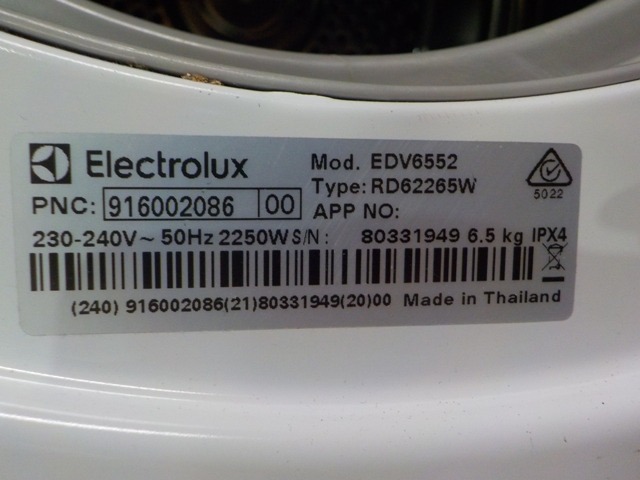 Electrolux
Mod. EDV6552
Type: RD62265W
5022
PNC: 916002086 00
APP NO:
230-240V ~ 50Hz 2250W S/N : 80331949 6.5 kg IPX4
(240) 916002086(21)80331949(20)00 Made in Thailand